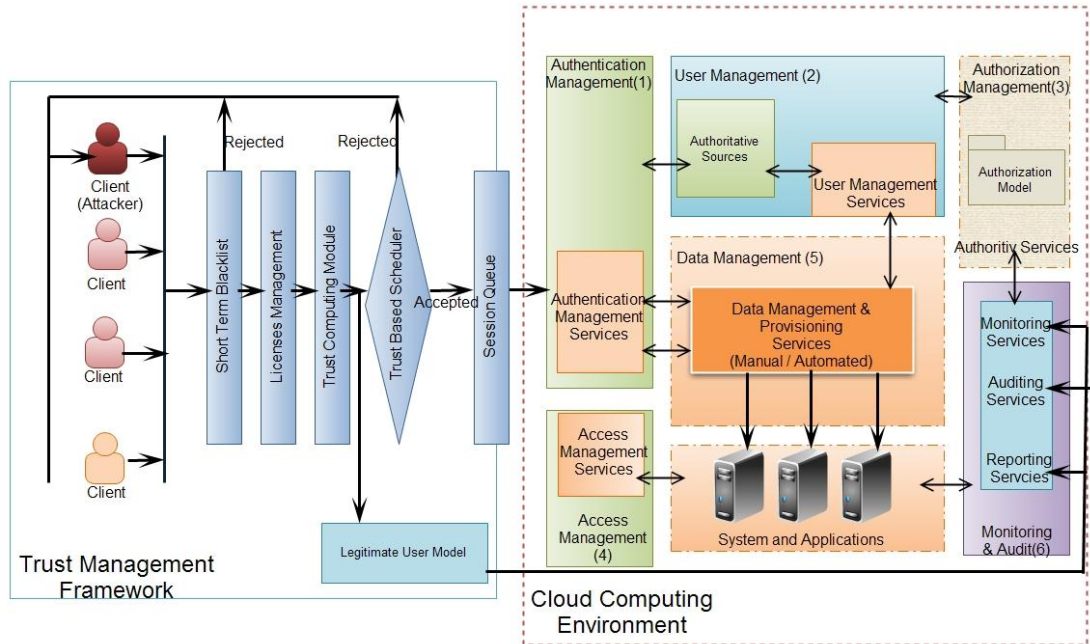 Authentication
Management(1)
User Management (2)
Authorization
Management(3)
Rejected
Rejected
Client
(Attacker)
Client
Client
Client
Short Term Blacklist
Licenses Management
Trust Computing Module
Trust Based Scheduler
Accepted
Session Queue
Authoritative
Sources
User Management
Services
Authorization
Model
Authoritiy Services
Data Management (5)
Authentication
Management
Services
Data Management &
Provisioning
Services
(Manual / Automated)
Monitoring
Services
Auditing
Services
Reporting
Servcies
Access
Management
Services
Access
Management
(4)
System and Applications
Monitoring
& Audit(6)
Legitimate User Model
Trust Management
Framework
Cloud Computing
Environment